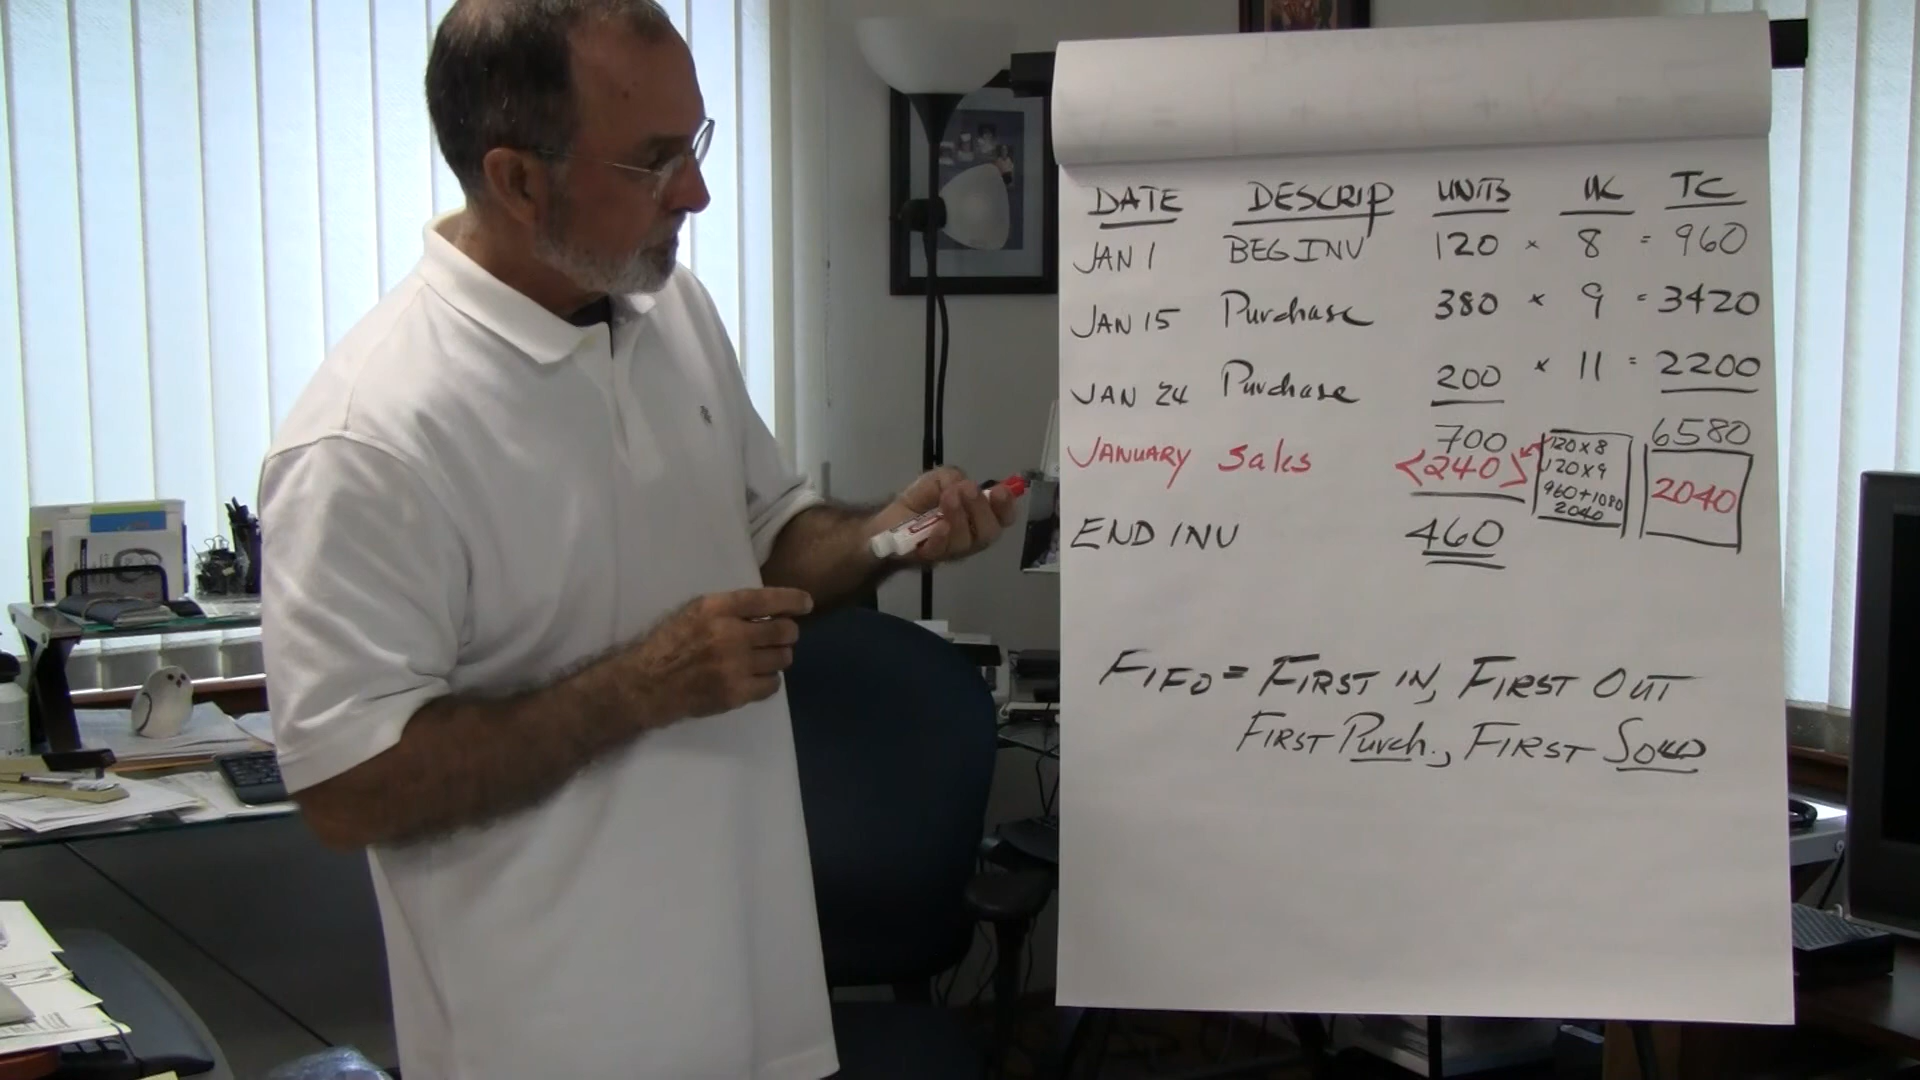 DATE DESCRIP UNITS UC TC
JAN 1 BEG INV 120 × 8 = 960
JAN 15 Purchase 380 × 9 = 3420
JAN 24 Purchase 200 × 11 = 2200
700 6580
JANUARY Sales <240> 2040
120 x 8
120 x 9
960 + 1080
2040
END INV 460
FIFO = FIRST IN, FIRST OUT
FIRST Purch., FIRST SOLD